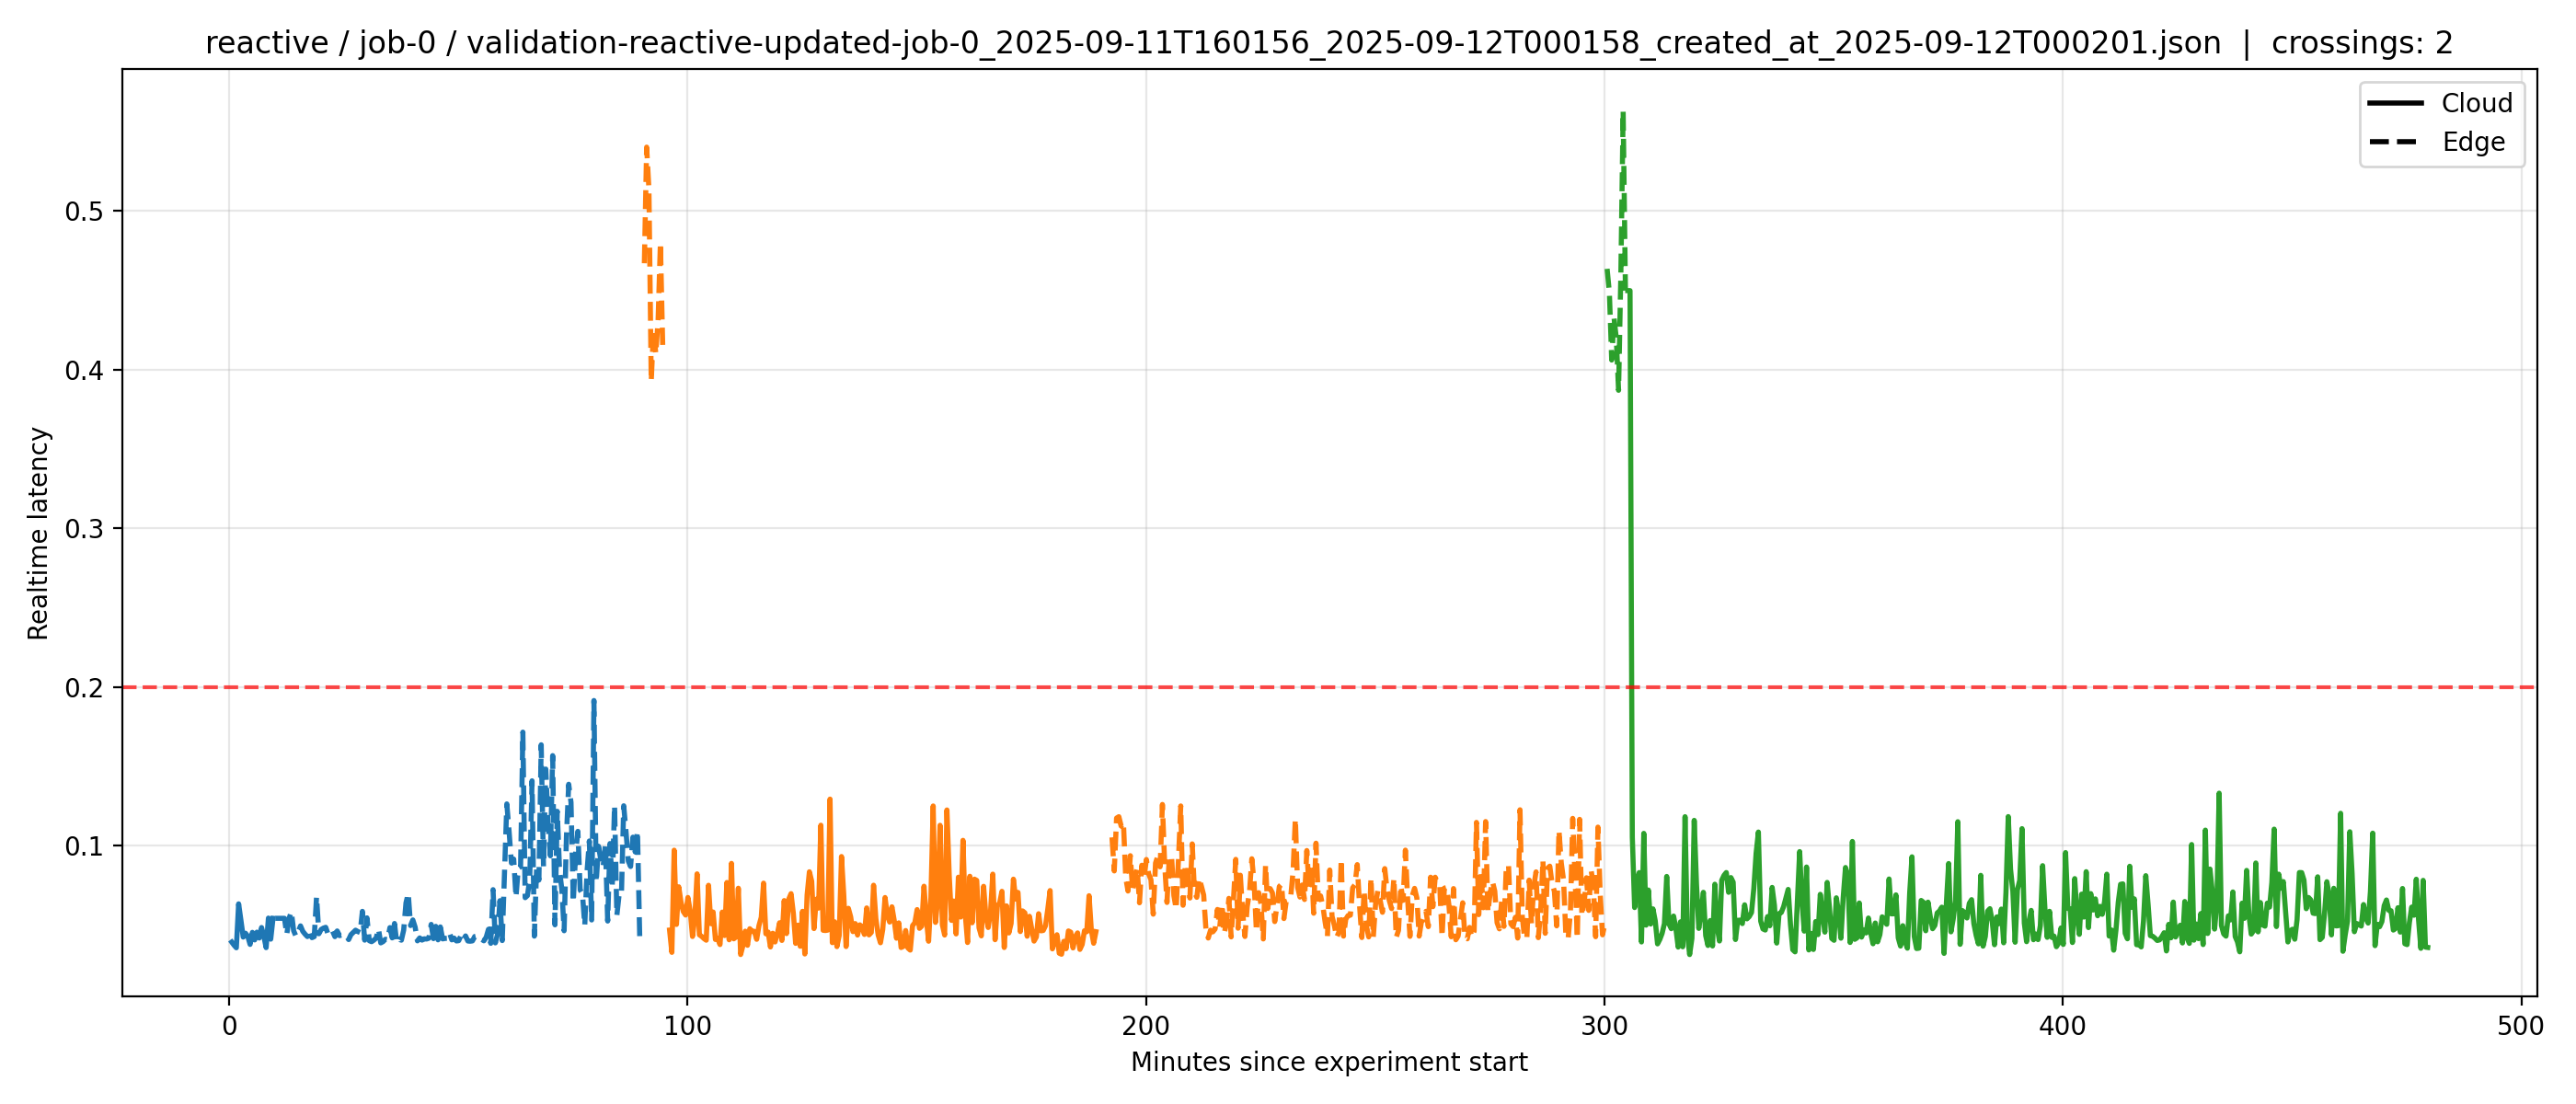 reactive / job-0 / validation-reactive-updated-job-0_2025-09-11T160156_2025-09-12T000158_created_at_2025-09-12T000201.json | crossings: 2
Cloud
Edge
Realtime latency
0.5
0.4
0.3
0.2
0.1
0 100 200 300 400 500
Minutes since experiment start